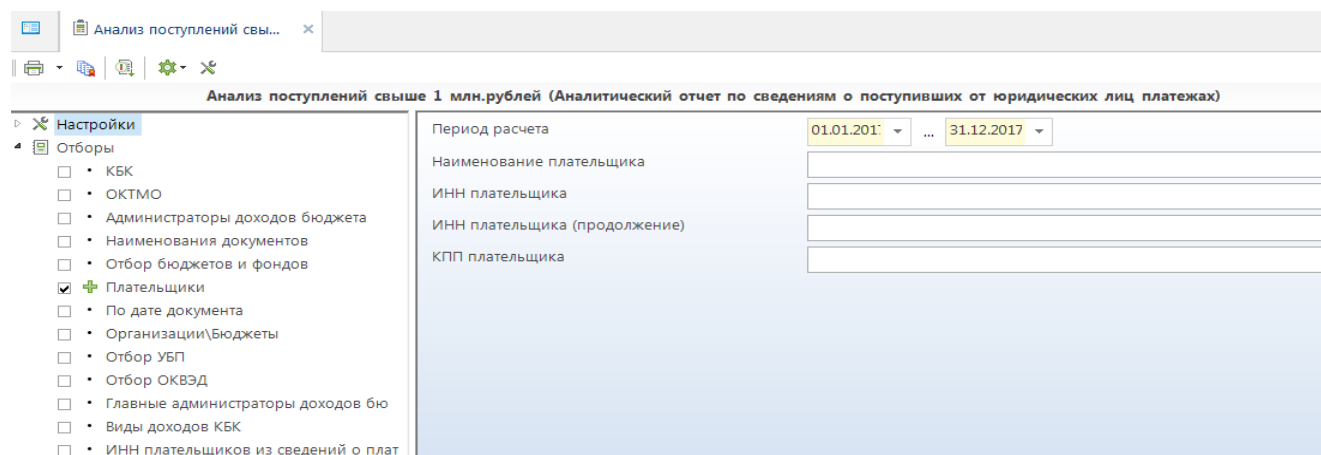 Анализ поступлений свы...
Анализ поступлений свыше 1 млн.рублей (Аналитический отчет по сведениям о поступивших от юридических лиц платежах)
Настройки
Отборы
КБК
ОКТМО
Администраторы доходов бюджета
Наименования документов
Отбор бюджетов и фондов
Плательщики
По дате документа
Организации\Бюджеты
Отбор УБП
Отбор ОКВЭД
Главные администраторы доходов бю
Виды доходов КБК
ИНН плательщиков из сведений о плат
Период расчета 01.01.201 ... 31.12.2017
Наименование плательщика
ИНН плательщика
ИНН плательщика (продолжение)
КПП плательщика